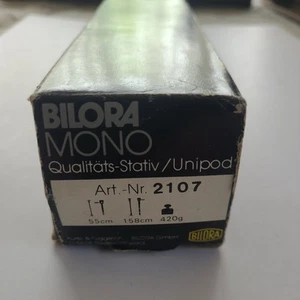 BILORA
MONO
Qualitäts-Stativ/Unipod
Art.-Nr. 2107
55cm 158cm 420g
BILORA